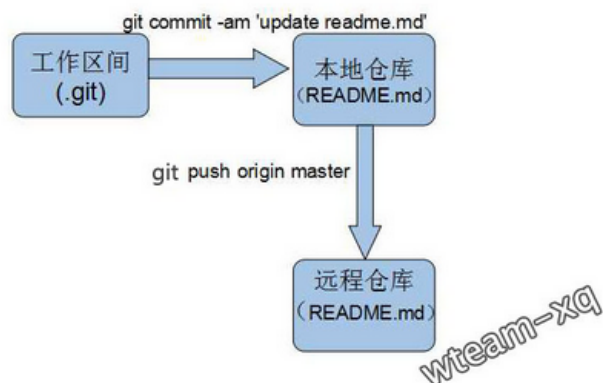 git commit -am 'update readme.md'
工作区间
(.git)
本地仓库
（README.md）
git push origin master
远程仓库
（README.md）
wteam-xq